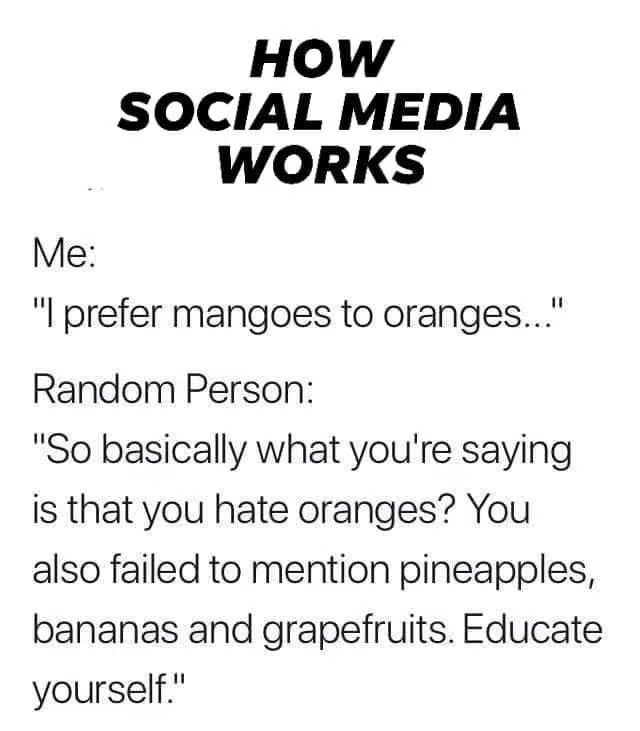 HOW
SOCIAL MEDIA
WORKS
Me:
"I prefer mangoes to oranges..."
Random Person:
"So basically what you're saying
is that you hate oranges? You
also failed to mention pineapples,
bananas and grapefruits. Educate
yourself."